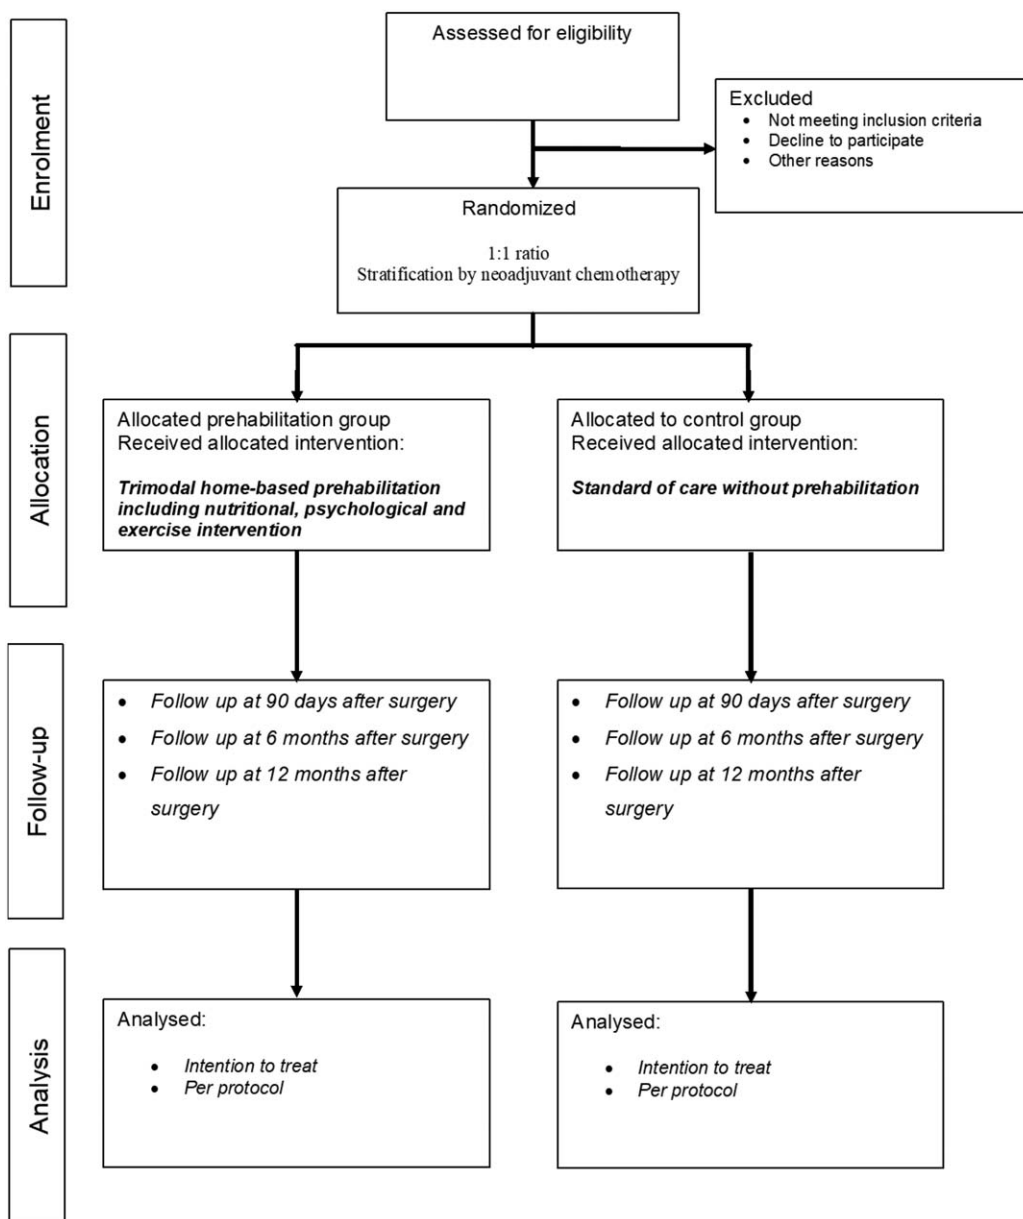 Enrolment
Assessed for eligibility
Excluded
• Not meeting inclusion criteria
• Decline to participate
• Other reasons
Randomized
1:1 ratio
Stratification by neoadjuvant chemotherapy
Allocation
Allocated prehabilitation group
Received allocated intervention:
Trimodal home-based prehabilitation
including nutritional, psychological and
exercise intervention
Allocated to control group
Received allocated intervention:
Standard of care without prehabilitation
Follow-up
• Follow up at 90 days after surgery
• Follow up at 6 months after surgery
• Follow up at 12 months after
surgery
• Follow up at 90 days after surgery
• Follow up at 6 months after surgery
• Follow up at 12 months after
surgery
Analysis
Analysed:
• Intention to treat
• Per protocol
Analysed:
• Intention to treat
• Per protocol